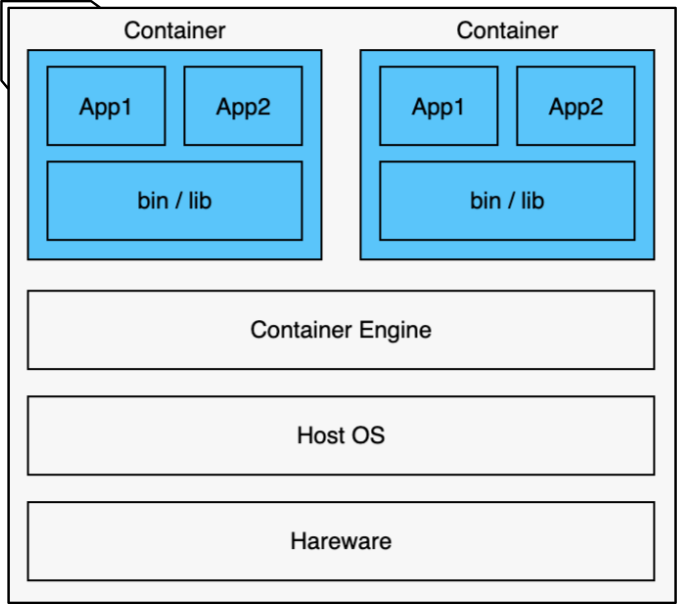 Container Container
App1 App2 App1 App2
bin / lib bin / lib
Container Engine
Host OS
Hareware